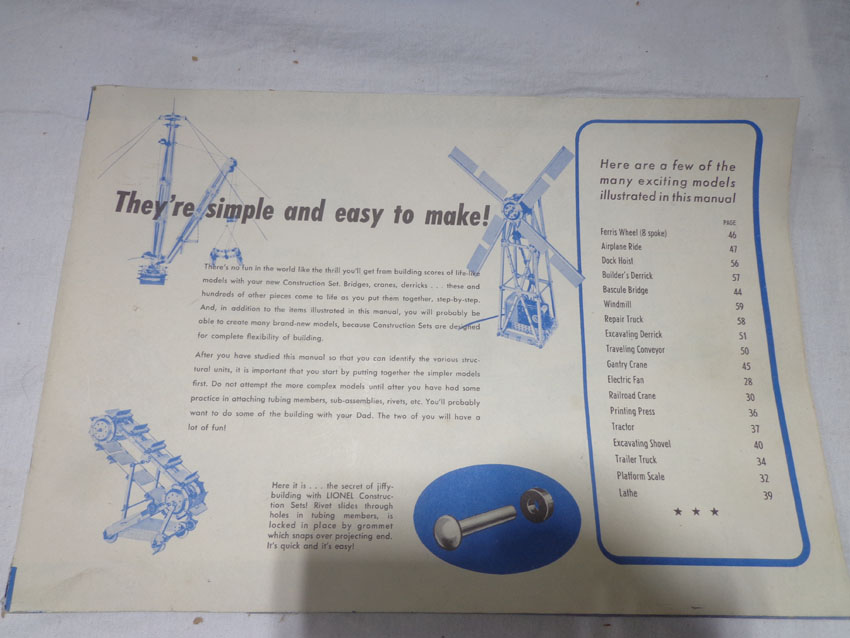 They're simple and easy to make!
There's no fun in the world like the thrill you'll get from building scores of life-like
models with your new Construction Set. Bridges, cranes, derricks . . . these and
hundreds of other pieces come to life as you put them together, step-by-step.
And, in addition to the items illustrated in this manual, you will probably be
able to create many brand-new models, because Construction Sets are designed
for complete flexibility of building.
After you have studied this manual so that you can identify the various struc-
tural units, it is important that you start by putting together the simpler models
first. Do not attempt the more complex models until after you have had some
practice in attaching tubing members, sub-assemblies, rivets, etc. You'll probably
want to do some of the building with your Dad. The two of you will have a
lot of fun!
Here it is . . . the secret of jiffy-
building with LIONEL Construc-
tion Sets! Rivet slides through
holes in tubing members, is
locked in place by grommet
which snaps over projecting end.
It's quick and it's easy!
Here are a few of the
many exciting models
illustrated in this manual
PAGE
Ferris Wheel (8 spoke) 46
Airplane Ride 47
Dock Hoist 56
Builder's Derrick 57
Bascule Bridge 44
Windmill 59
Repair Truck 58
Excavating Derrick 51
Traveling Conveyor 50
Gantry Crane 45
Electric Fan 28
Railroad Crane 30
Printing Press 36
Tractor 37
Excavating Shovel 40
Trailer Truck 34
Platform Scale 32
Lathe 39
★ ★ ★